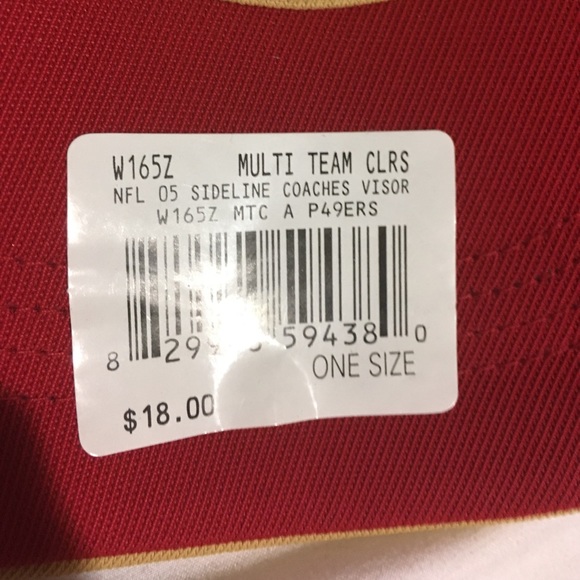 W165Z MULTI TEAM CLRS
NFL 05 SIDELINE COACHES VISOR
W165Z MTC A P49ERS
8 59438 0
ONE SIZE
$18.00